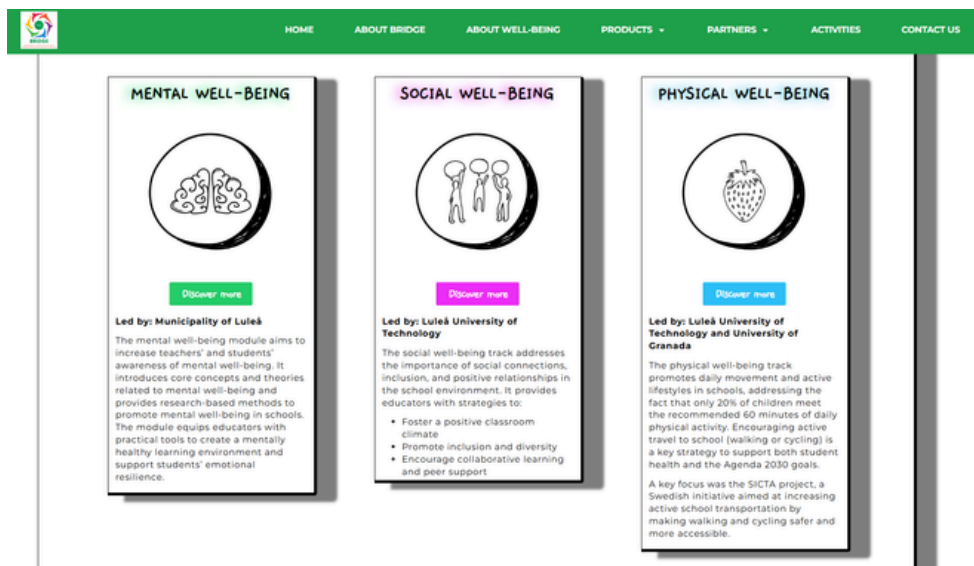 BRIDGE
HOME
ABOUT BRIDGE
ABOUT WELL-BEING
PRODUCTS
PARTNERS
ACTIVITIES
CONTACT US
MENTAL WELL-BEING
Discover more
Led by: Municipality of Luleå
The mental well-being module aims to
increase teachers' and students'
awareness of mental well-being. It
introduces core concepts and theories
related to mental well-being and
provides research-based methods to
promote mental well-being in schools.
The module equips educators with
practical tools to create a mentally
healthy learning environment and
support students' emotional
resilience.
SOCIAL WELL-BEING
Discover more
Led by: Luleå University of
Technology
The social well-being track addresses
the importance of social connections,
inclusion, and positive relationships in
the school environment. It provides
educators with strategies to:
• Foster a positive classroom
climate
• Promote inclusion and diversity
• Encourage collaborative learning
and peer support
PHYSICAL WELL-BEING
Discover more
Led by: Luleå University of
Technology and University of
Granada
The physical well-being track
promotes daily movement and active
lifestyles in schools, addressing the
fact that only 20% of children meet
the recommended 60 minutes of daily
physical activity. Encouraging active
travel to school (walking or cycling) is
a key strategy to support both student
health and the Agenda 2030 goals.
A key focus was the SICTA project, a
Swedish initiative aimed at increasing
active school transportation by
making walking and cycling safer and
more accessible.